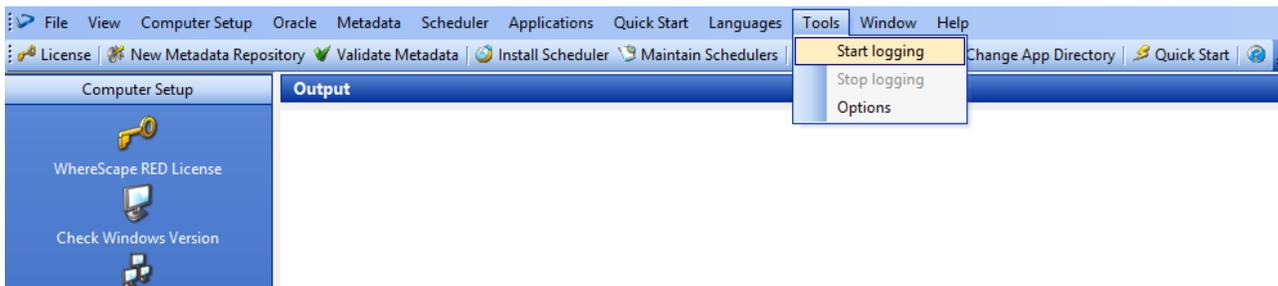 File View Computer Setup Oracle Metadata Scheduler Applications Quick Start Languages Tools Window Help
License New Metadata Repository Validate Metadata Install Scheduler Maintain Schedulers Change App Directory Quick Start
Start logging
Stop logging
Options
Computer Setup
Output
WhereScape RED License
Check Windows Version